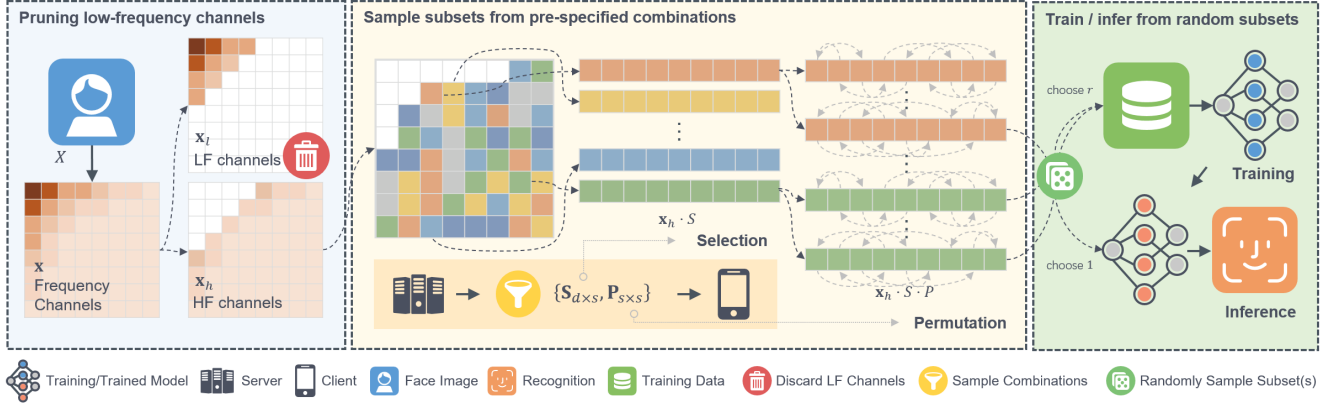 Pruning low-frequency channels
X
x_l
LF channels
x
Frequency
Channels
x_h
HF channels
Sample subsets from pre-specified combinations
x_h · S
Selection
{S_{d×s}, P_{s×s}}
x_h · S · P
Permutation
Train / infer from random subsets
choose r
Training
choose 1
Inference
Training/Trained Model
Server
Client
Face Image
Recognition
Training Data
Discard LF Channels
Sample Combinations
Randomly Sample Subset(s)